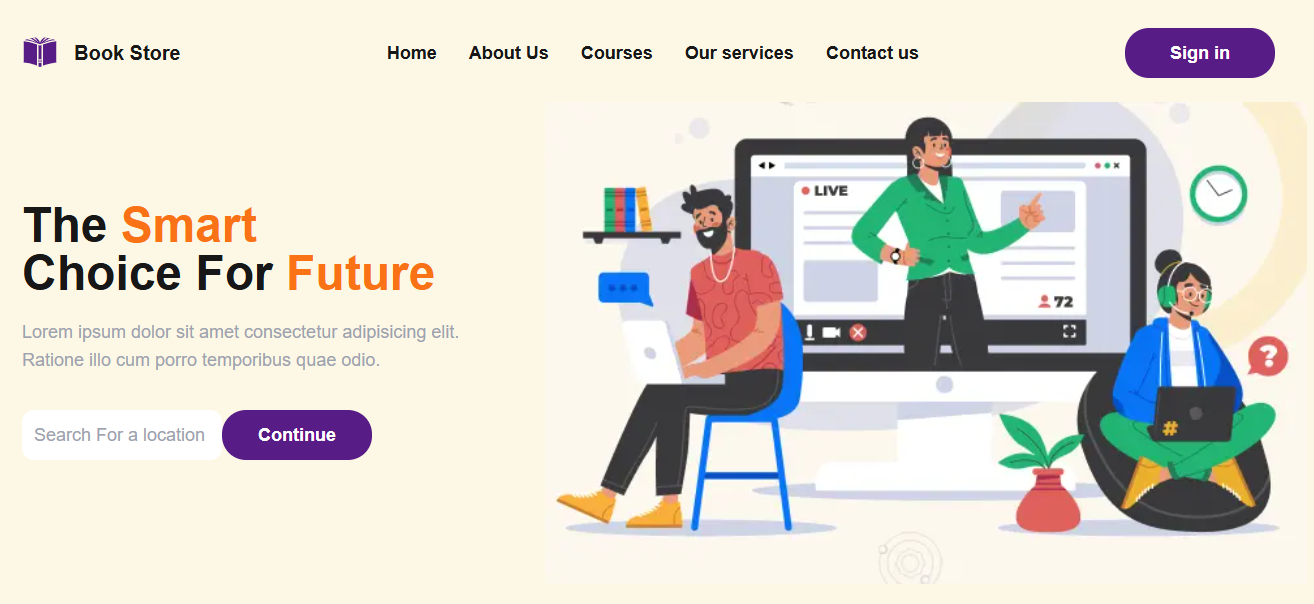 Book Store
Home
About Us
Courses
Our services
Contact us
Sign in
The Smart
Choice For Future
Lorem ipsum dolor sit amet consectetur adipisicing elit.
Ratione illo cum porro temporibus quae odio.
Search For a location
Continue
LIVE
72
?
#